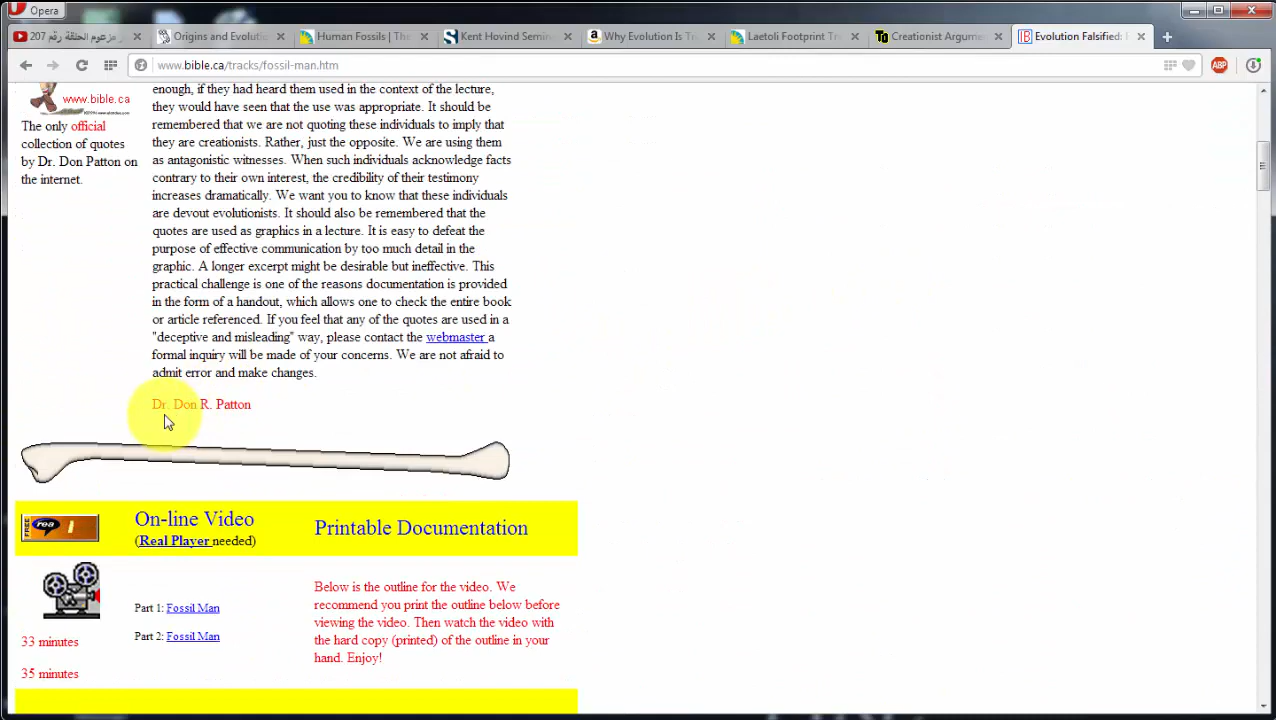 Opera
مزعوم الحلقة رقم 207
Origins and Evoluti
Human Fossils | The
Kent Hovind Semin
Why Evolution Is Tr
Laetoli Footprint Tr
Creationist Argume
Evolution Falsified: E
www.bible.ca/tracks/fossil-man.htm
ABP
www.bible.ca
The only official
collection of quotes
by Dr. Don Patton on
the internet.
enough, if they had heard them used in the context of the lecture,
they would have seen that the use was appropriate. It should be
remembered that we are not quoting these individuals to imply that
they are creationists. Rather, just the opposite. We are using them
as antagonistic witnesses. When such individuals acknowledge facts
contrary to their own interest, the credibility of their testimony
increases dramatically. We want you to know that these individuals
are devout evolutionists. It should also be remembered that the
quotes are used as graphics in a lecture. It is easy to defeat the
purpose of effective communication by too much detail in the
graphic. A longer excerpt might be desirable but ineffective. This
practical challenge is one of the reasons documentation is provided
in the form of a handout, which allows one to check the entire book
or article referenced. If you feel that any of the quotes are used in a
"deceptive and misleading" way, please contact the webmaster a
formal inquiry will be made of your concerns. We are not afraid to
admit error and make changes.
Dr. Don R. Patton
FREE
rea
On-line Video
(Real Player needed)
Printable Documentation
33 minutes
35 minutes
Part 1: Fossil Man
Part 2: Fossil Man
Below is the outline for the video. We
recommend you print the outline below before
viewing the video. Then watch the video with
the hard copy (printed) of the outline in your
hand. Enjoy!